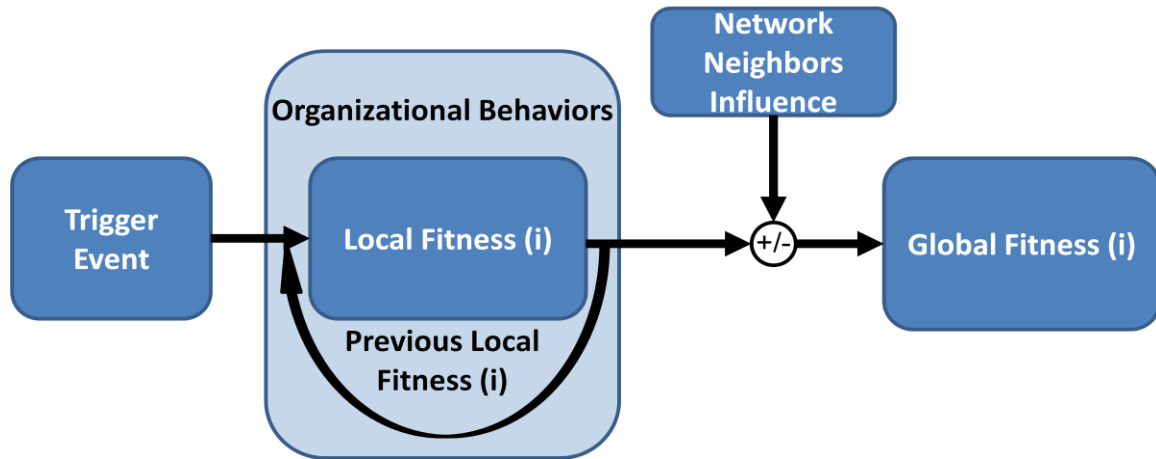 Network
Neighbors
Influence
Organizational Behaviors
Trigger
Event
Local Fitness (i)
+/-
Global Fitness (i)
Previous Local
Fitness (i)